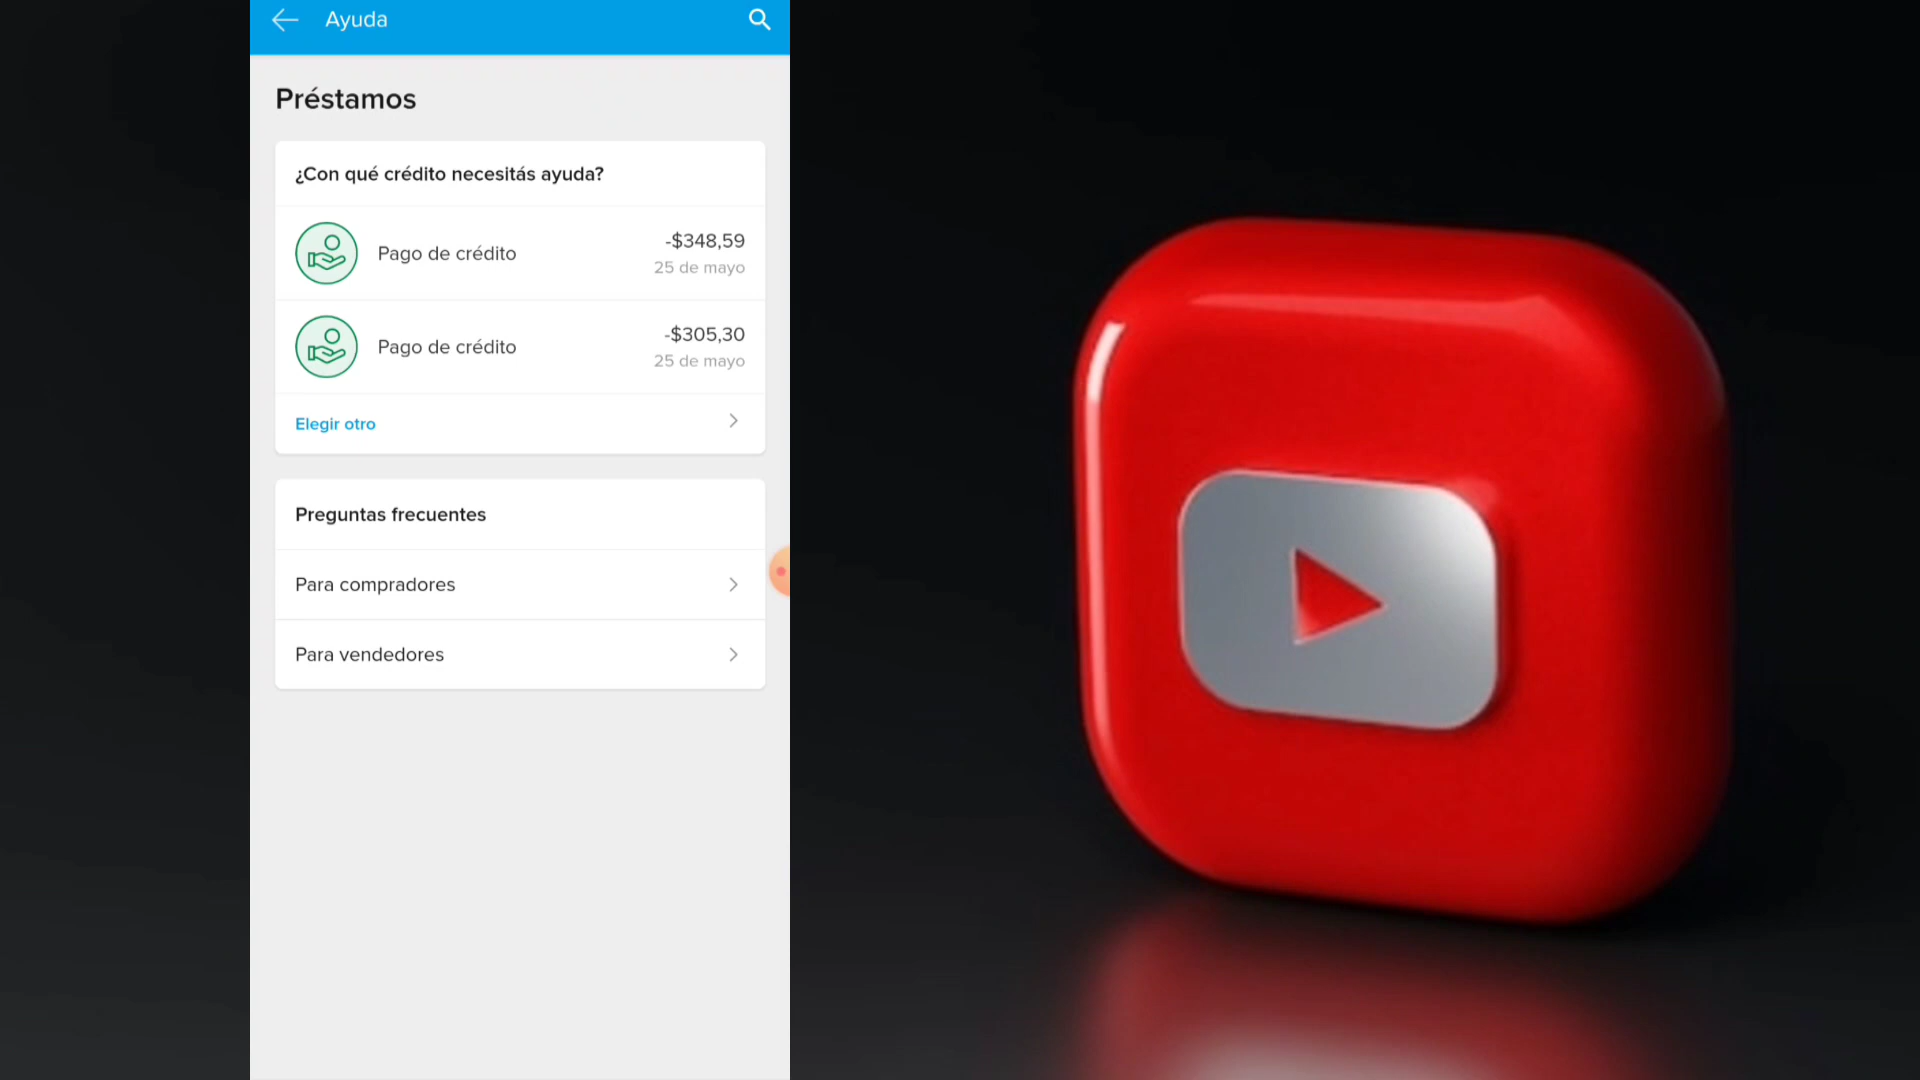 Ayuda
Préstamos
¿Con qué crédito necesitás ayuda?
Pago de crédito
-$348,59
25 de mayo
Pago de crédito
-$305,30
25 de mayo
Elegir otro
Preguntas frecuentes
Para compradores
Para vendedores